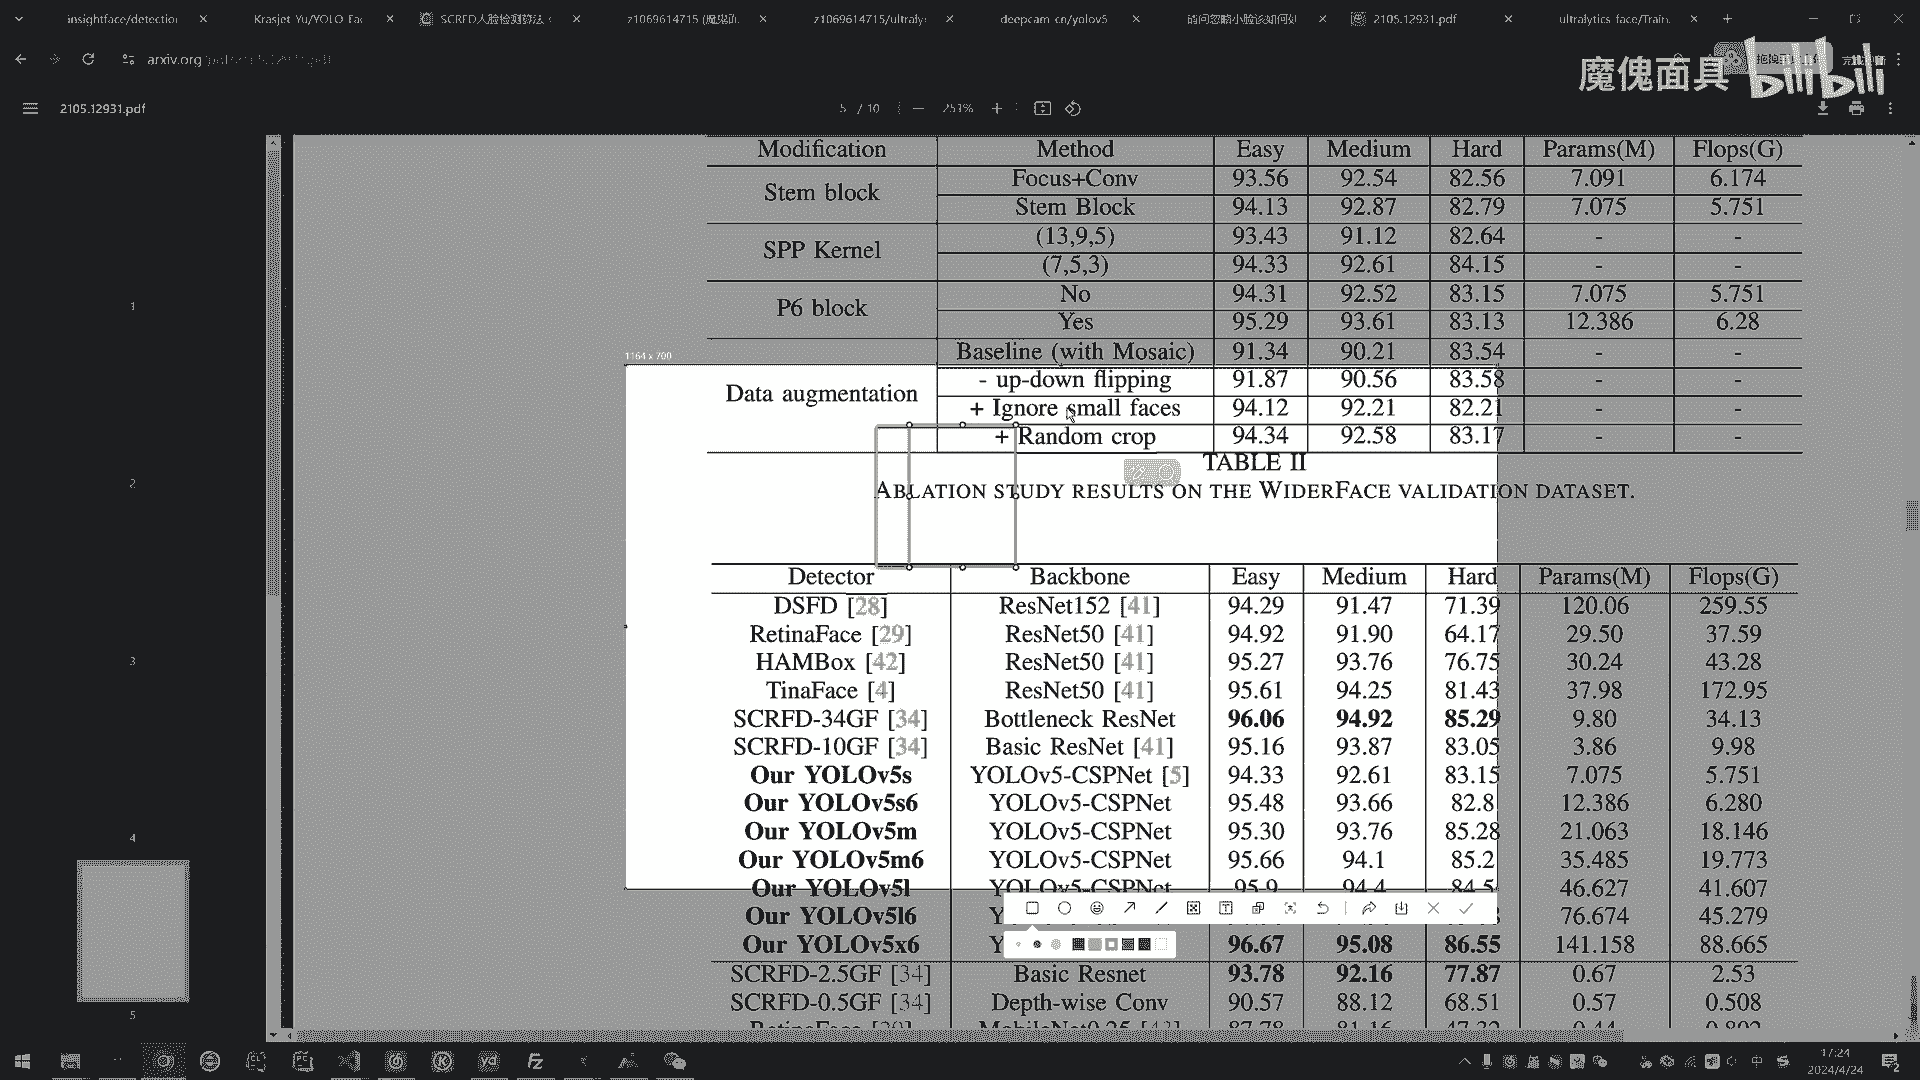 insightface/detection
Krasjet Yu/YOLO Fac
SCRFD人脸检测算法
z1069614715 (魔鬼面
z1069614715/ultraly
deepcam cn/yolov5
请问忽略小脸该如何处
2105.12931.pdf
ultralytics face/Train.
arxiv.org
魔傀面具 bilibili
2105.12931.pdf
5 / 10
251%
Modification Method Easy Medium Hard Params(M) Flops(G)
Stem block Focus+Conv 93.56 92.54 82.56 7.091 6.174
Stem Block 94.13 92.87 82.79 7.075 5.751
SPP Kernel (13,9,5) 93.43 91.12 82.64 - -
(7,5,3) 94.33 92.61 84.15 - -
P6 block No 94.31 92.52 83.15 7.075 5.751
Yes 95.29 93.61 83.13 12.386 6.28
1164 x 700
Data augmentation Baseline (with Mosaic) 91.34 90.21 83.54 - -
- up-down flipping 91.87 90.56 83.58 - -
+ Ignore small faces 94.12 92.21 82.21 - -
+ Random crop 94.34 92.58 83.17 - -
TABLE II
ABLATION STUDY RESULTS ON THE WIDERFACE VALIDATION DATASET.
Detector Backbone Easy Medium Hard Params(M) Flops(G)
DSFD [28] ResNet152 [41] 94.29 91.47 71.39 120.06 259.55
RetinaFace [29] ResNet50 [41] 94.92 91.90 64.17 29.50 37.59
HAMBox [42] ResNet50 [41] 95.27 93.76 76.75 30.24 43.28
TinaFace [4] ResNet50 [41] 95.61 94.25 81.43 37.98 172.95
SCRFD-34GF [34] Bottleneck ResNet 96.06 94.92 85.29 9.80 34.13
SCRFD-10GF [34] Basic ResNet [41] 95.16 93.87 83.05 3.86 9.98
Our YOLOv5s YOLOv5-CSPNet [5] 94.33 92.61 83.15 7.075 5.751
Our YOLOv5s6 YOLOv5-CSPNet 95.48 93.66 82.8 12.386 6.280
Our YOLOv5m YOLOv5-CSPNet 95.30 93.76 85.28 21.063 18.146
Our YOLOv5m6 YOLOv5-CSPNet 95.66 94.1 85.2 35.485 19.773
Our YOLOv5l YOLOv5-CSPNet 95.9 94.4 84.5 46.627 41.607
Our YOLOv5l6 76.674 45.279
Our YOLOv5x6 96.67 95.08 86.55 141.158 88.665
SCRFD-2.5GF [34] Basic Resnet 93.78 92.16 77.87 0.67 2.53
SCRFD-0.5GF [34] Depth-wise Conv 90.57 88.12 68.51 0.57 0.508
1
2
3
4
5
17:24
2024/4/24